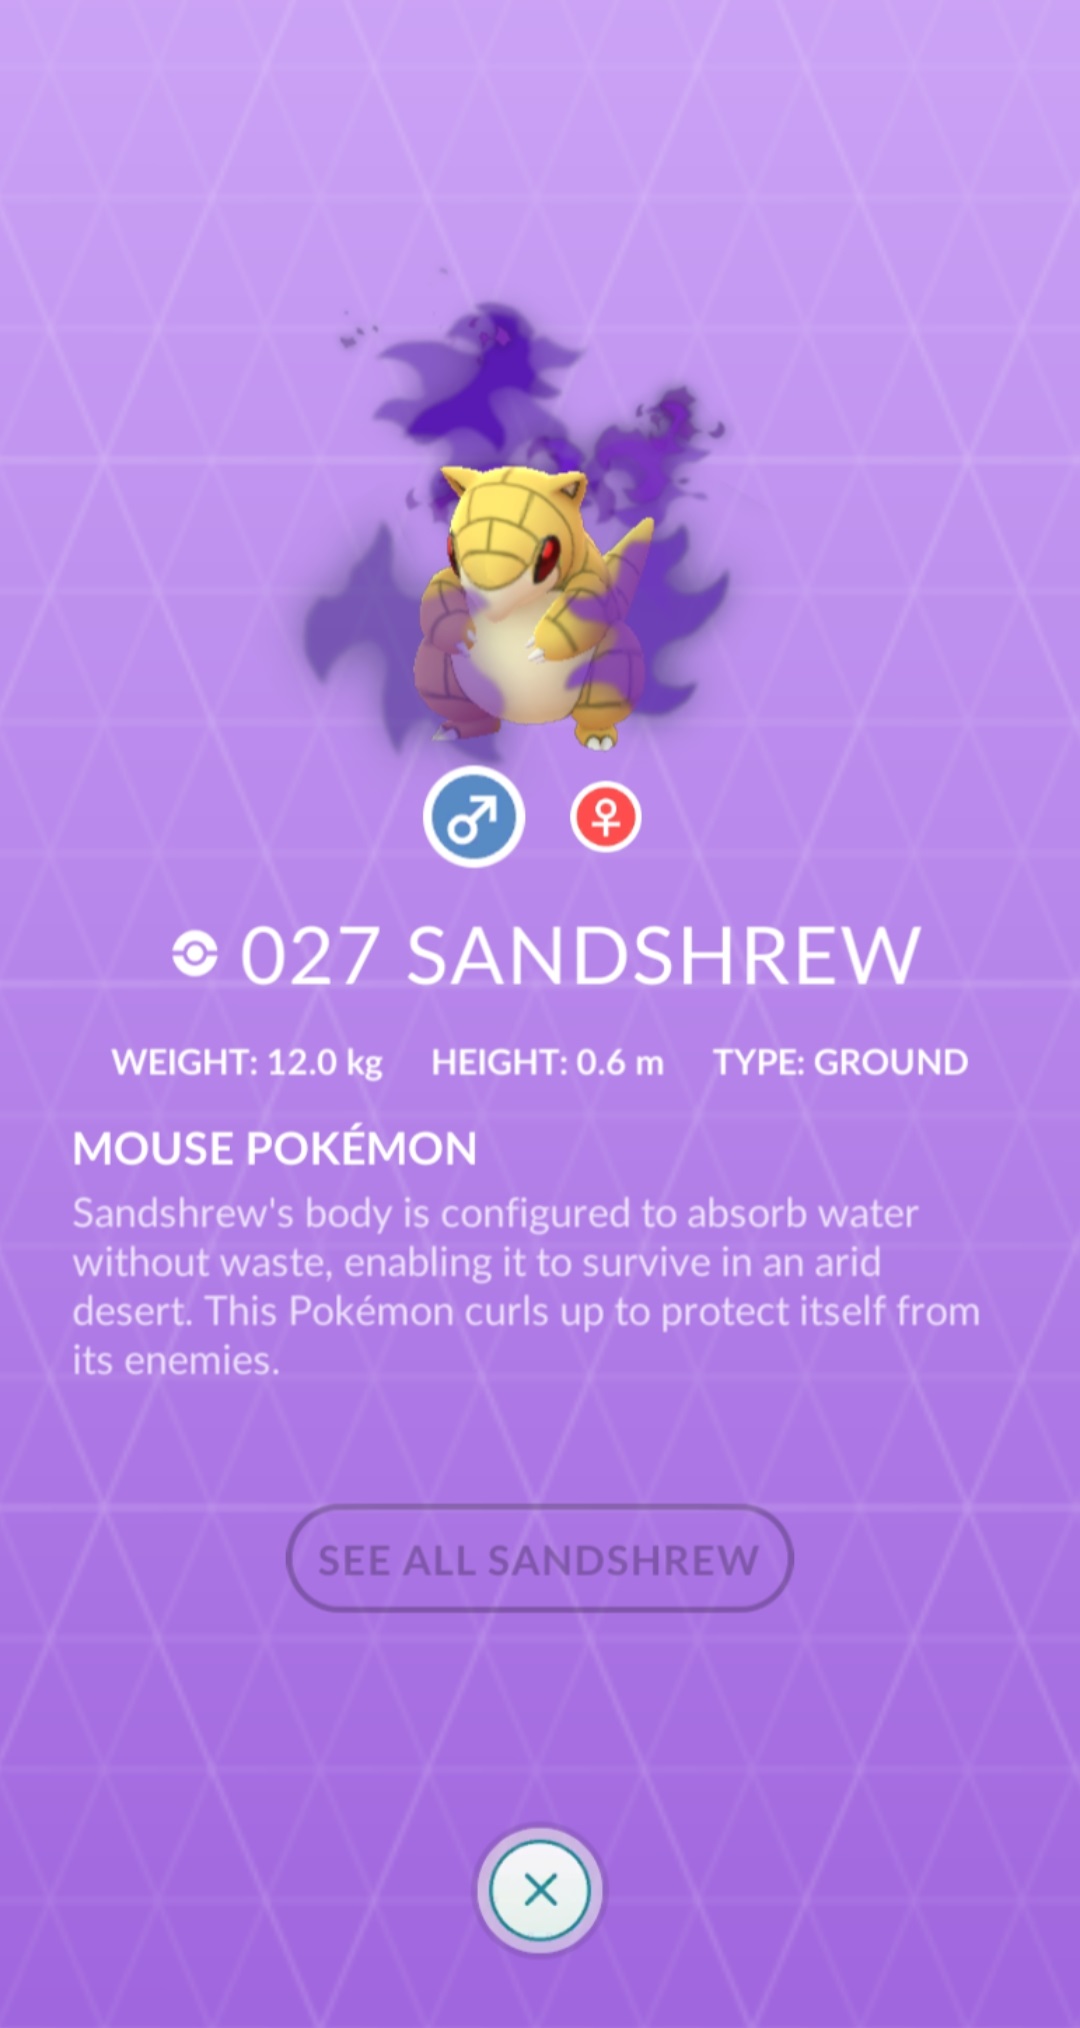 027 SANDSHREW
WEIGHT: 12.0 kg HEIGHT: 0.6 m TYPE: GROUND
MOUSE POKÉMON
Sandshrew's body is configured to absorb water
without waste, enabling it to survive in an arid
desert. This Pokémon curls up to protect itself from
its enemies.
SEE ALL SANDSHREW